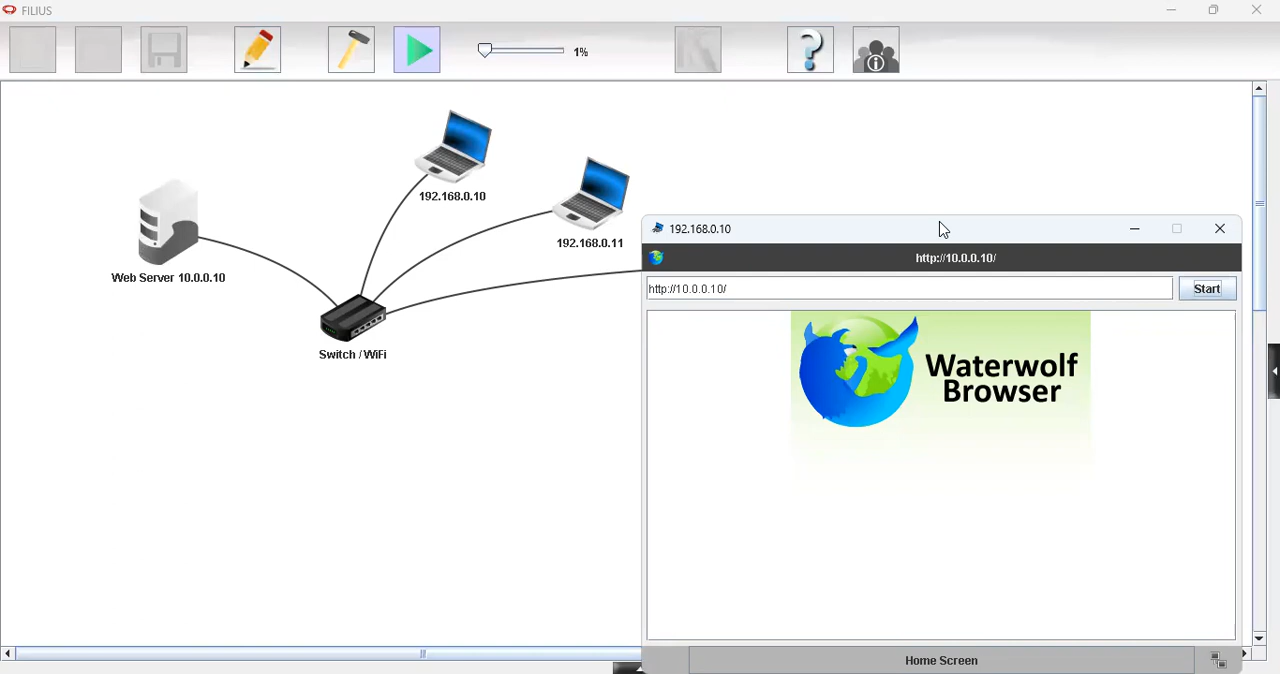 FILIUS
1%
192.168.0.10
192.168.0.11
Web Server 10.0.0.10
Switch / WiFi
192.168.0.10
http://10.0.0.10/
http://10.0.0.10/
Start
Waterwolf
Browser
Home Screen